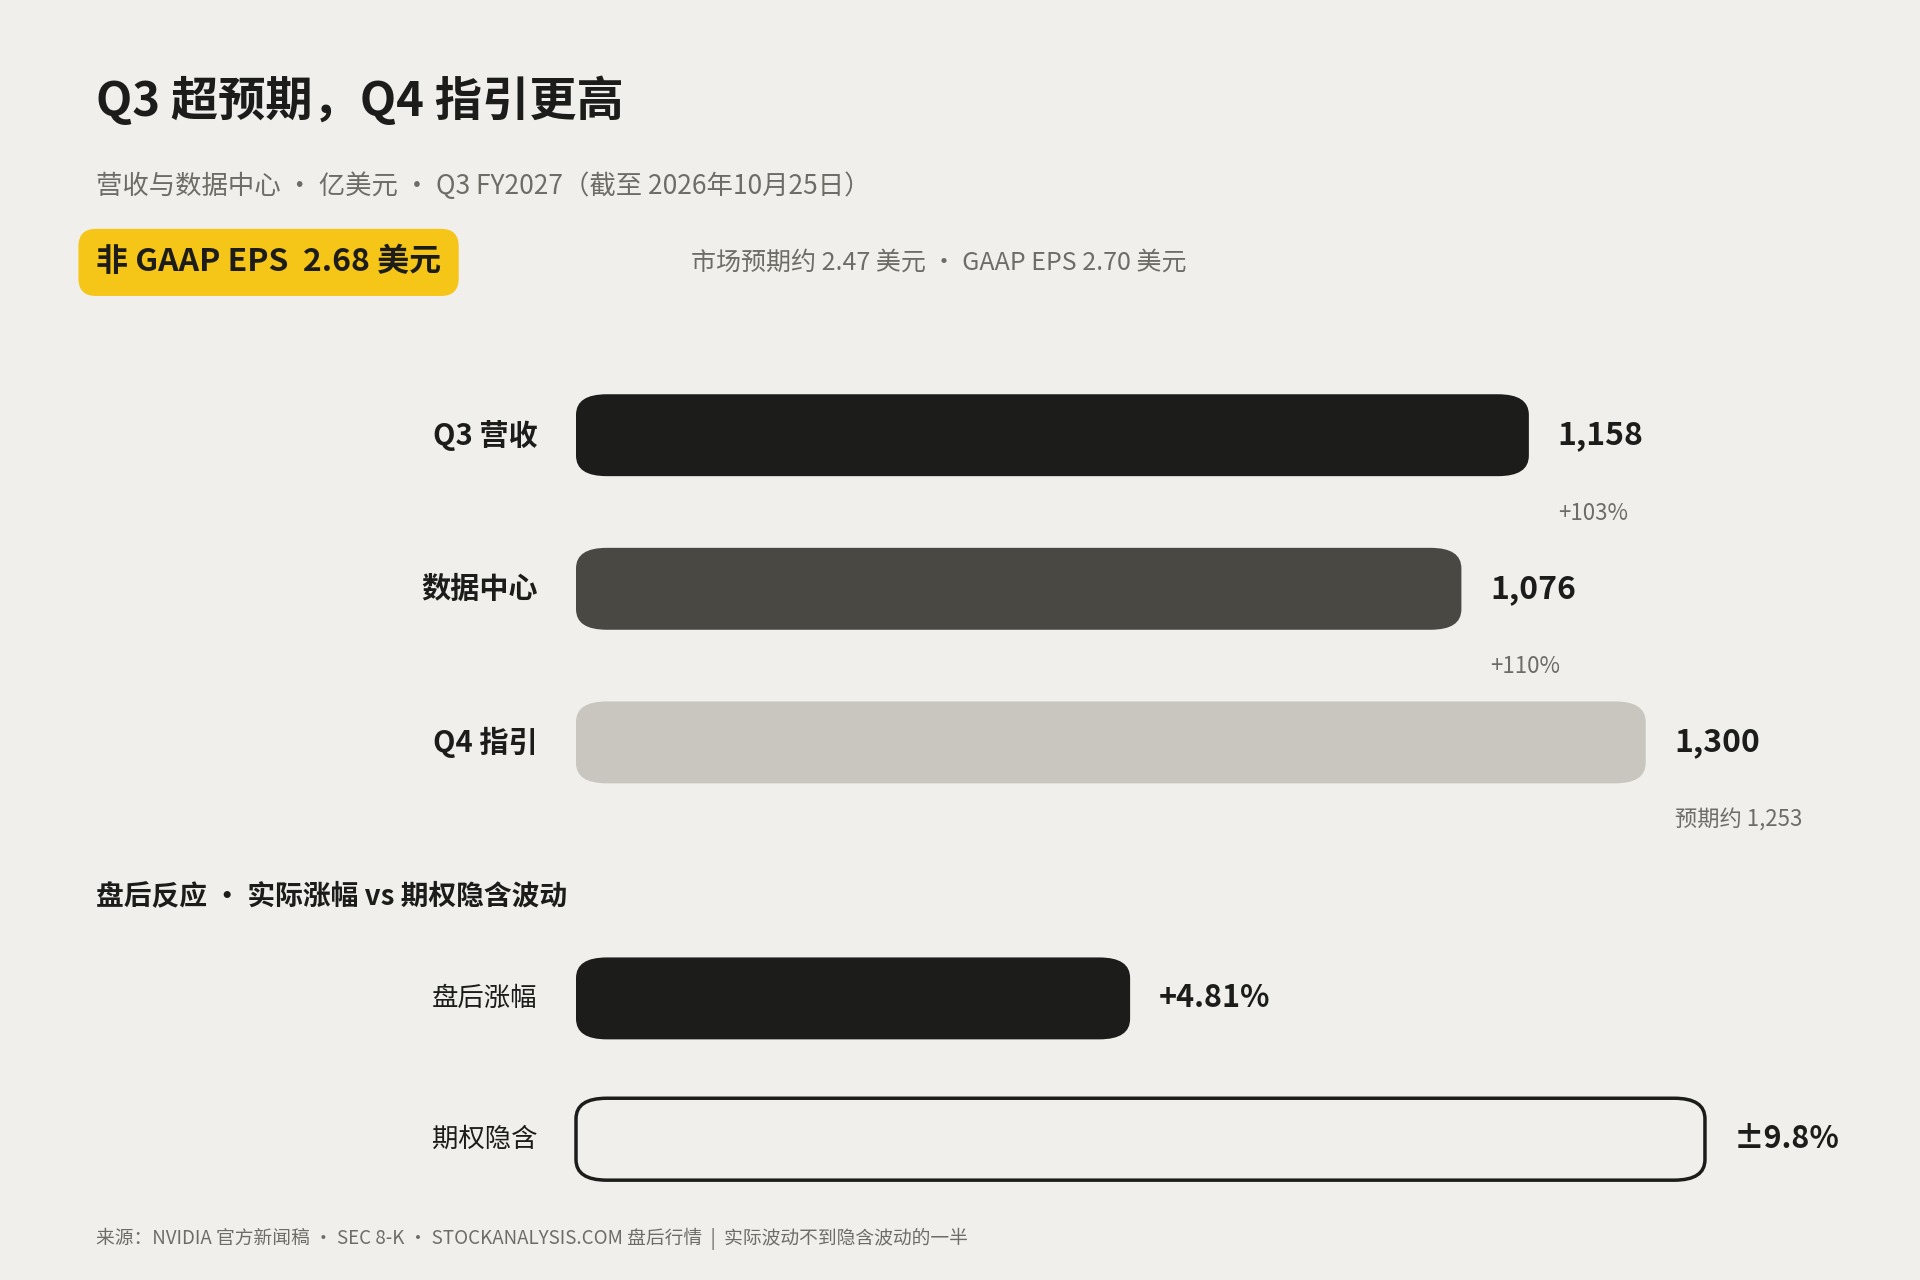 Q3 超预期，Q4 指引更高
营收与数据中心 · 亿美元 · Q3 FY2027（截至 2026年10月25日）
非 GAAP EPS 2.68 美元
市场预期约 2.47 美元 · GAAP EPS 2.70 美元
Q3 营收
1,158
+103%
数据中心
1,076
+110%
Q4 指引
1,300
预期约 1,253
盘后反应 · 实际涨幅 vs 期权隐含波动
盘后涨幅
+4.81%
期权隐含
±9.8%
来源：NVIDIA 官方新闻稿 · SEC 8-K · STOCKANALYSIS.COM 盘后行情 | 实际波动不到隐含波动的一半